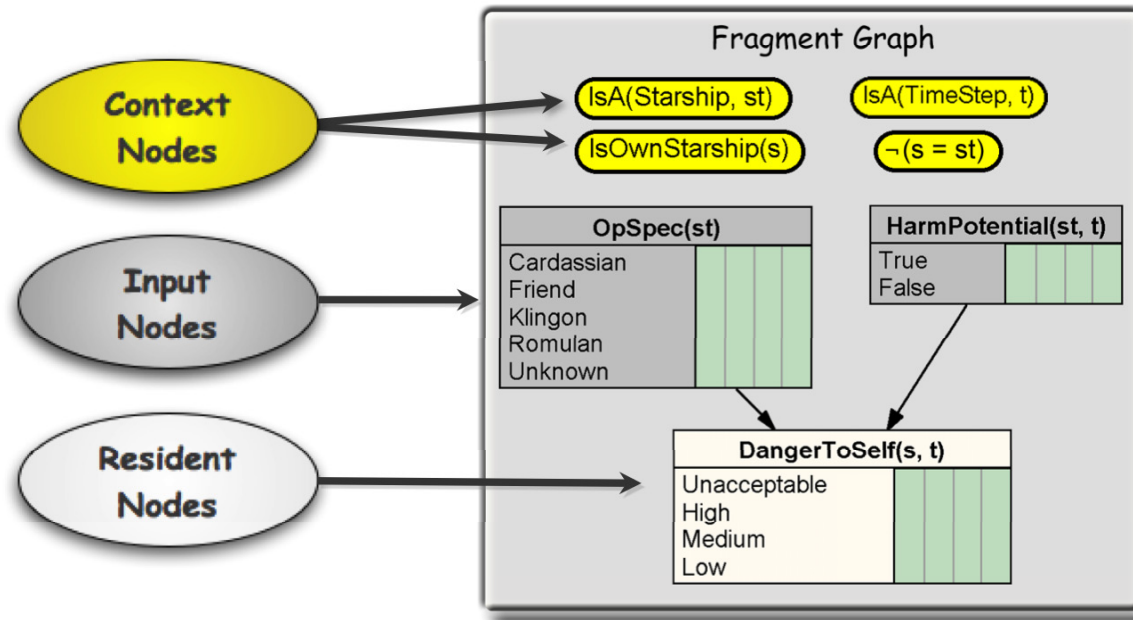 Fragment Graph
Context
Nodes
IsA(Starship, st)
IsA(TimeStep, t)
IsOwnStarship(s)
¬(s = st)
Input
Nodes
OpSpec(st)
Cardassian
Friend
Klingon
Romulan
Unknown
HarmPotential(st, t)
True
False
Resident
Nodes
DangerToSelf(s, t)
Unacceptable
High
Medium
Low